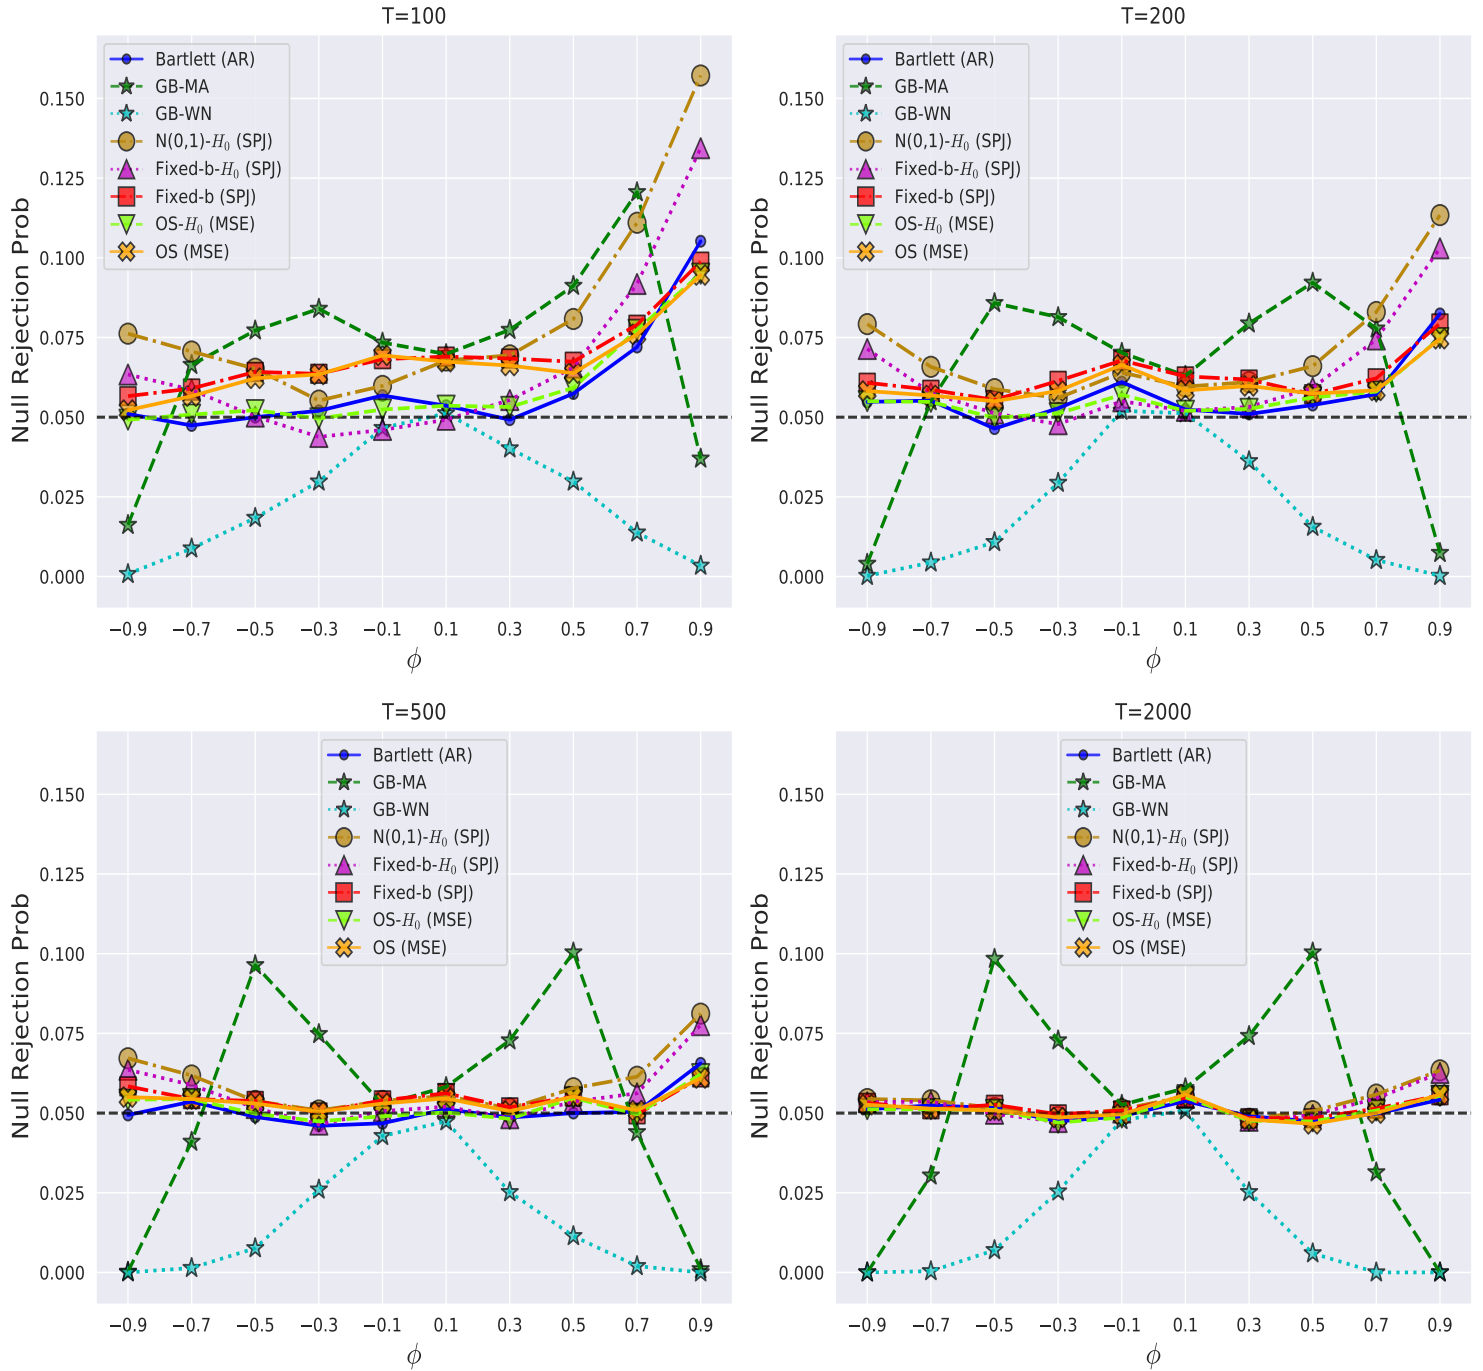 T=100
Null Rejection Prob
0.150
0.125
0.100
0.075
0.050
0.025
0.000
Bartlett (AR)
GB-MA
GB-WN
N(0,1)-H₀ (SPJ)
Fixed-b-H₀ (SPJ)
Fixed-b (SPJ)
OS-H₀ (MSE)
OS (MSE)
−0.9 −0.7 −0.5 −0.3 −0.1 0.1 0.3 0.5 0.7 0.9
ϕ
T=200
Null Rejection Prob
0.150
0.125
0.100
0.075
0.050
0.025
0.000
Bartlett (AR)
GB-MA
GB-WN
N(0,1)-H₀ (SPJ)
Fixed-b-H₀ (SPJ)
Fixed-b (SPJ)
OS-H₀ (MSE)
OS (MSE)
−0.9 −0.7 −0.5 −0.3 −0.1 0.1 0.3 0.5 0.7 0.9
ϕ
T=500
Null Rejection Prob
0.150
0.125
0.100
0.075
0.050
0.025
0.000
Bartlett (AR)
GB-MA
GB-WN
N(0,1)-H₀ (SPJ)
Fixed-b-H₀ (SPJ)
Fixed-b (SPJ)
OS-H₀ (MSE)
OS (MSE)
−0.9 −0.7 −0.5 −0.3 −0.1 0.1 0.3 0.5 0.7 0.9
ϕ
T=2000
Null Rejection Prob
0.150
0.125
0.100
0.075
0.050
0.025
0.000
Bartlett (AR)
GB-MA
GB-WN
N(0,1)-H₀ (SPJ)
Fixed-b-H₀ (SPJ)
Fixed-b (SPJ)
OS-H₀ (MSE)
OS (MSE)
−0.9 −0.7 −0.5 −0.3 −0.1 0.1 0.3 0.5 0.7 0.9
ϕ